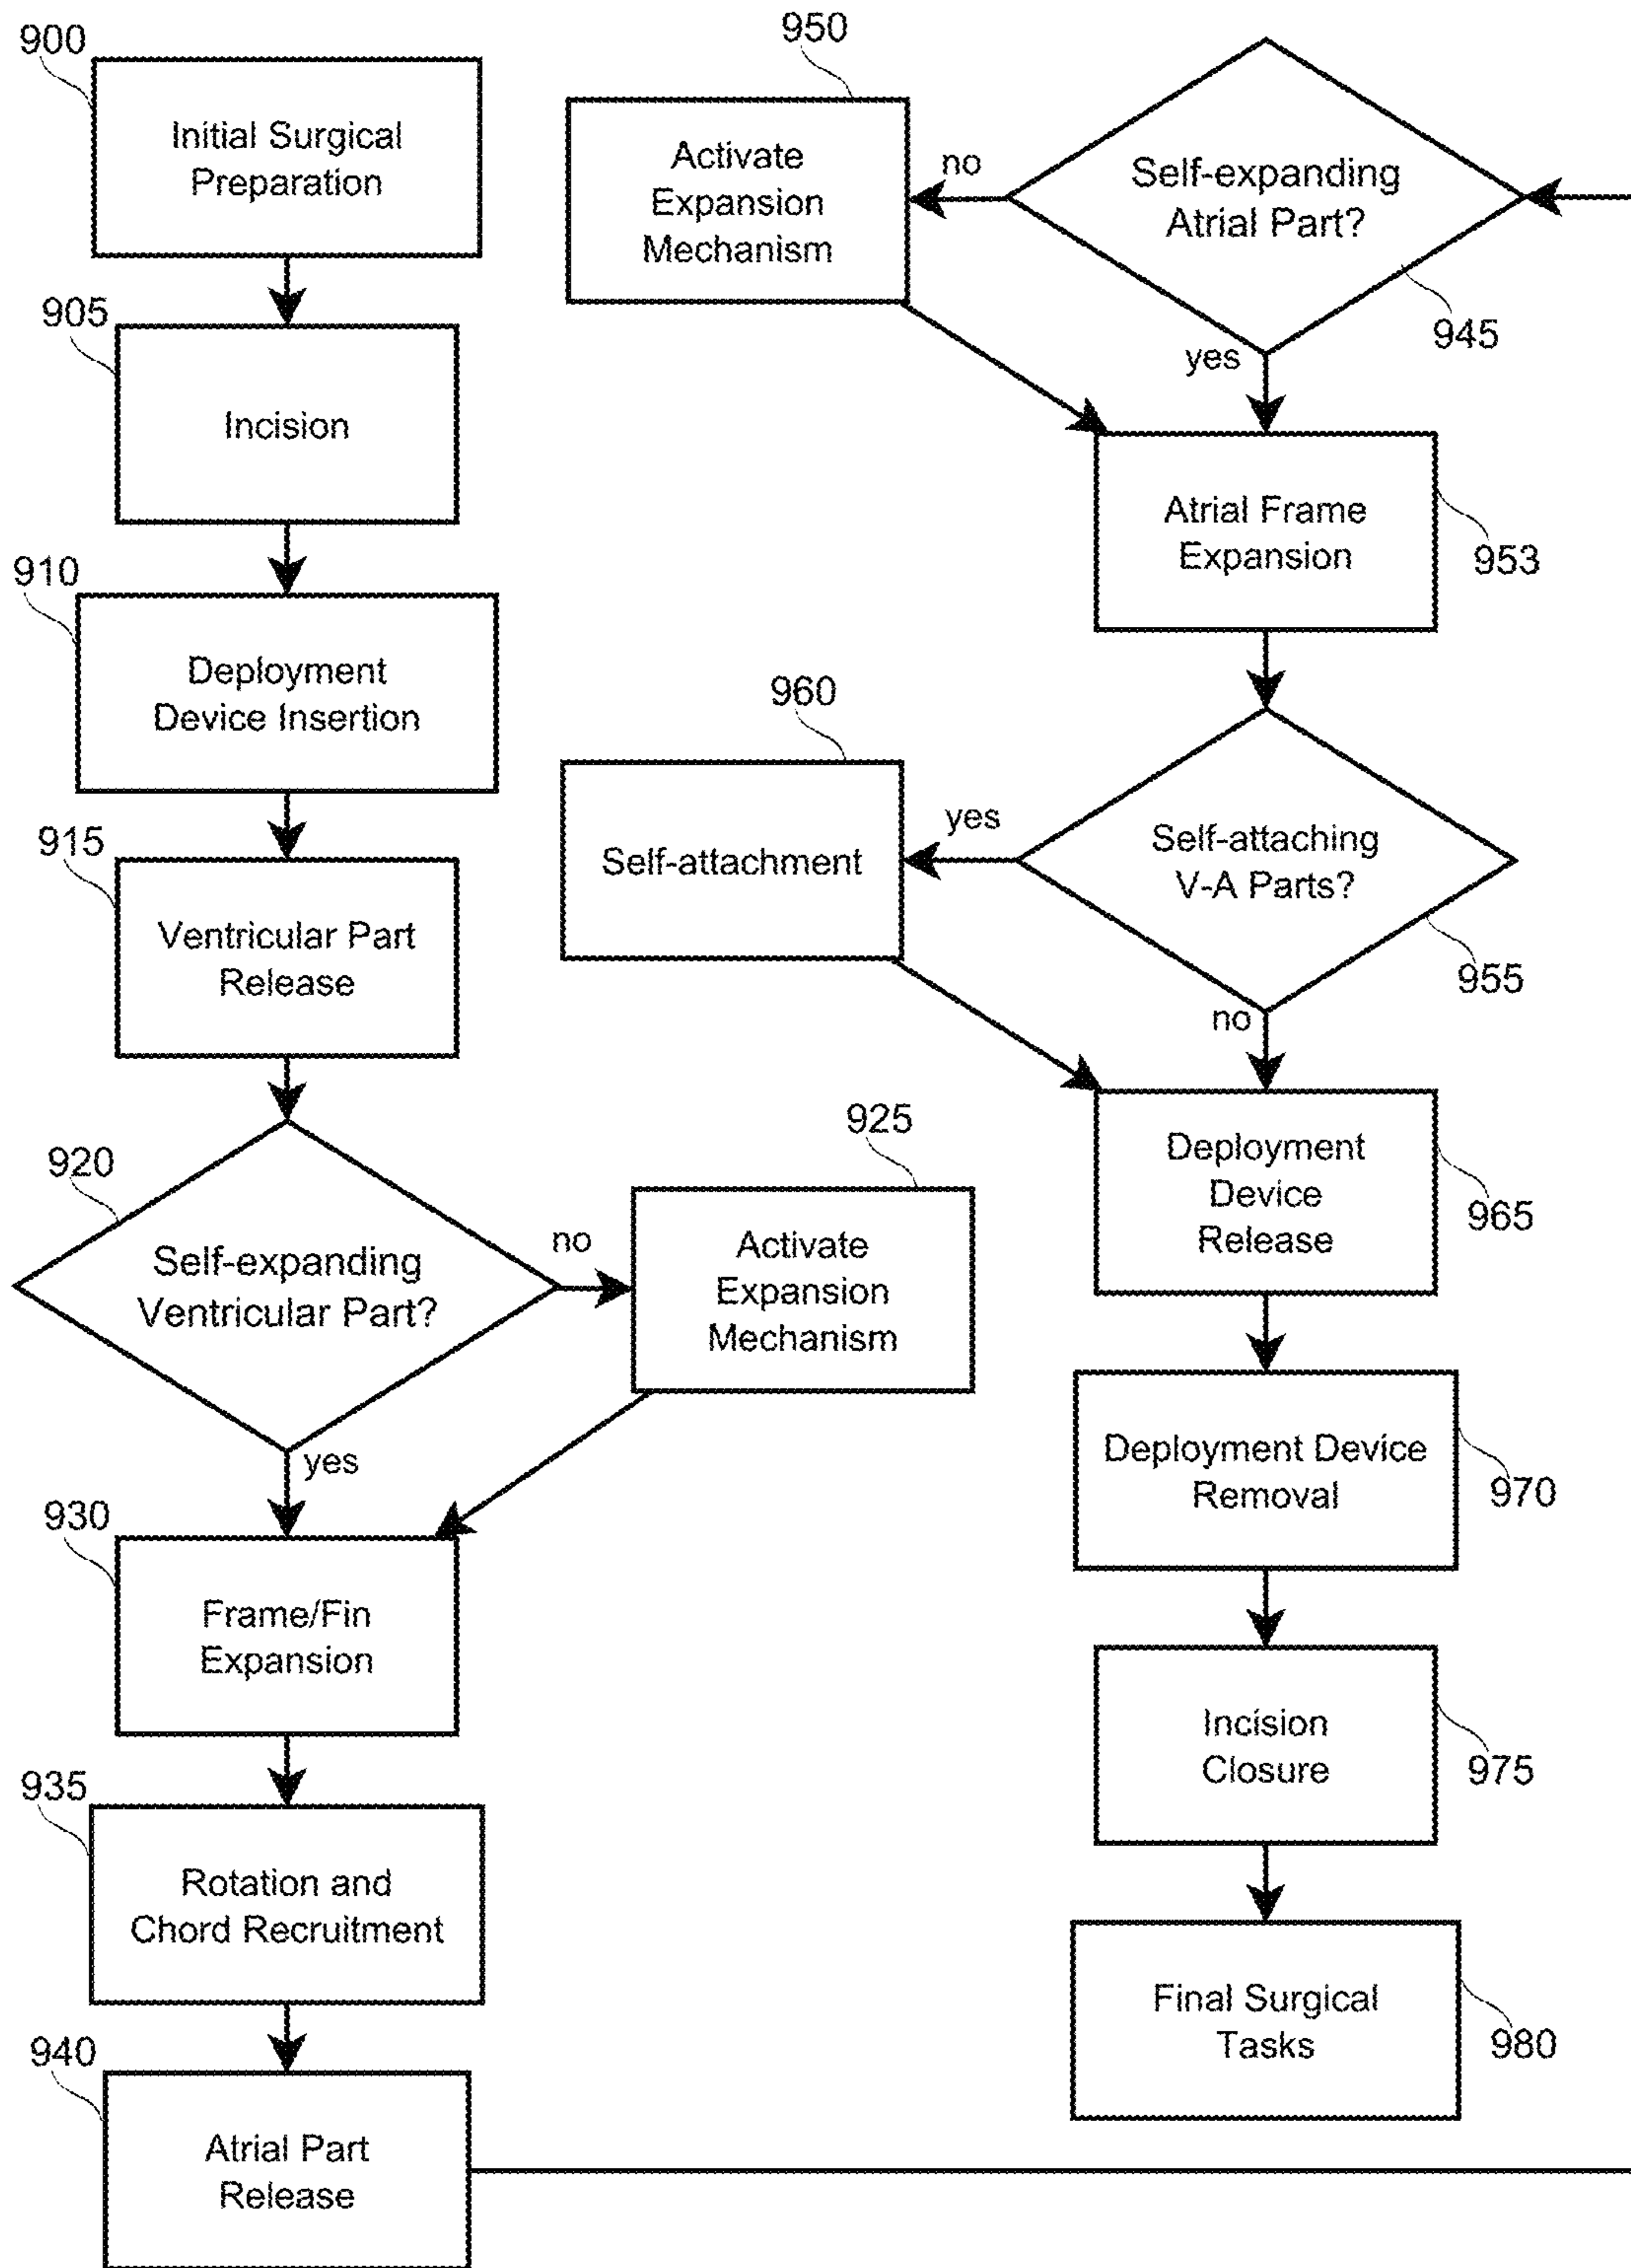 900
Initial Surgical
Preparation
905
Incision
910
Deployment
Device Insertion
915
Ventricular Part
Release
920
Self-expanding
Ventricular Part?
no
925
Activate
Expansion
Mechanism
yes
930
Frame/Fin
Expansion
935
Rotation and
Chord Recruitment
940
Atrial Part
Release
945
Self-expanding
Atrial Part?
no
950
Activate
Expansion
Mechanism
yes
Atrial Frame
Expansion
953
Self-attaching
V-A Parts?
955
yes
960
Self-attachment
no
Deployment
Device
Release
965
Deployment Device
Removal
970
Incision
Closure
975
Final Surgical
Tasks
980